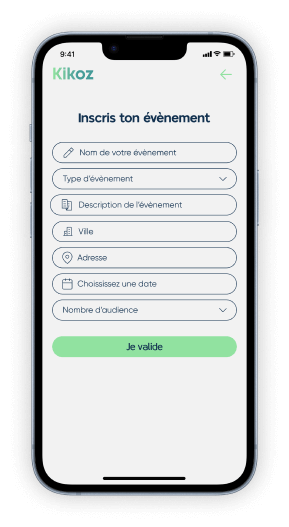 9:41
Kikoz
Inscris ton évènement
Nom de votre évènement
Type d'évènement
Description de l'évènement
Ville
Adresse
Choississez une date
Nombre d'audience
Je valide